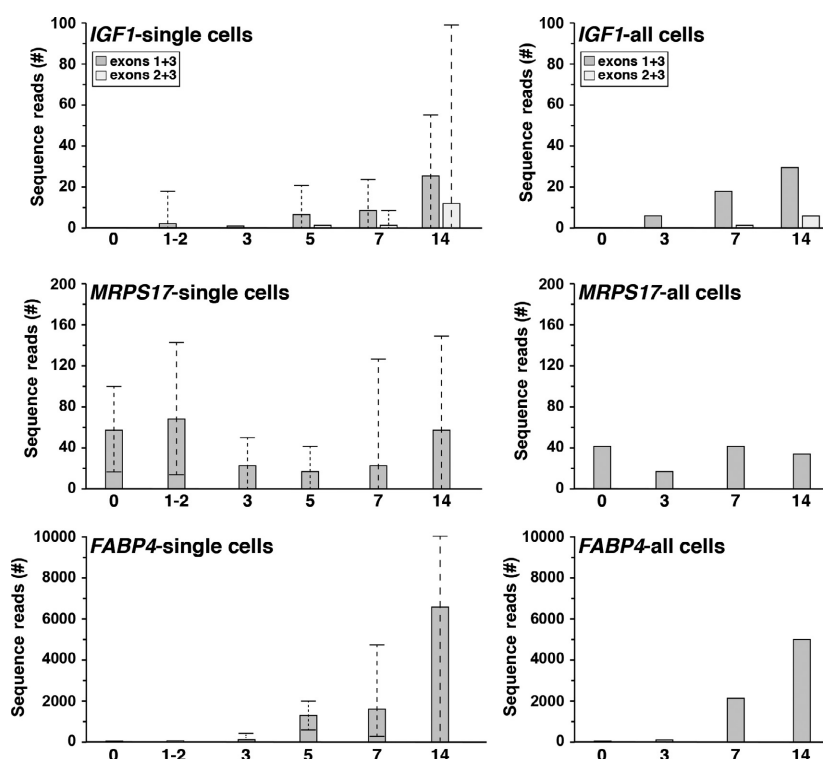 IGF1-single cells
Sequence reads (#)
100
80
60
40
20
0
exons 1+3
exons 2+3
0 1-2 3 5 7 14
IGF1-all cells
Sequence reads (#)
100
80
60
40
20
0
exons 1+3
exons 2+3
0 3 7 14
MRPS17-single cells
Sequence reads (#)
200
160
120
80
40
0
0 1-2 3 5 7 14
MRPS17-all cells
Sequence reads (#)
200
160
120
80
40
0
0 3 7 14
FABP4-single cells
Sequence reads (#)
10000
8000
6000
4000
2000
0
0 1-2 3 5 7 14
FABP4-all cells
Sequence reads (#)
10000
8000
6000
4000
2000
0
0 3 7 14